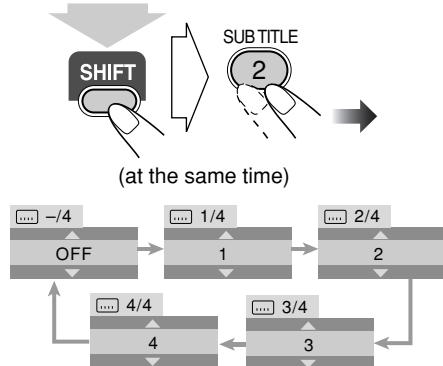 SUB TITLE
SHIFT
2
(at the same time)
–/4
1/4
2/4
OFF
1
2
4/4
3/4
4
3